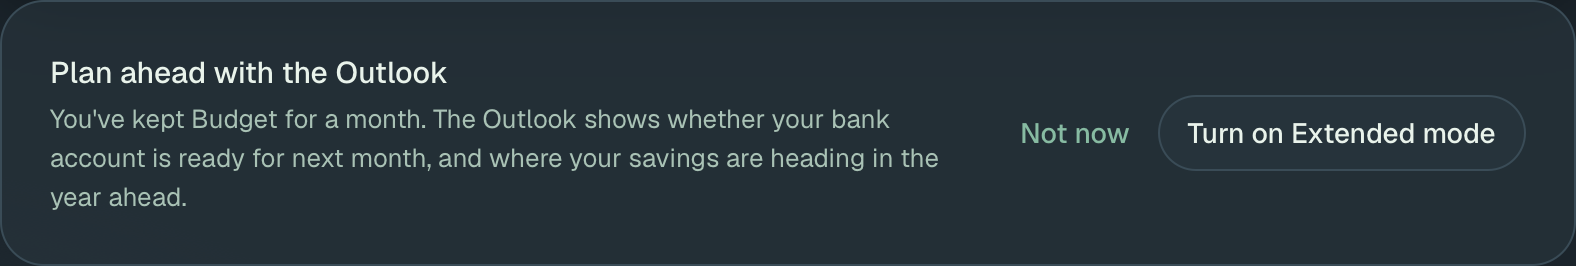 Plan ahead with the Outlook
You've kept Budget for a month. The Outlook shows whether your bank
account is ready for next month, and where your savings are heading in the
year ahead.
Not now
Turn on Extended mode